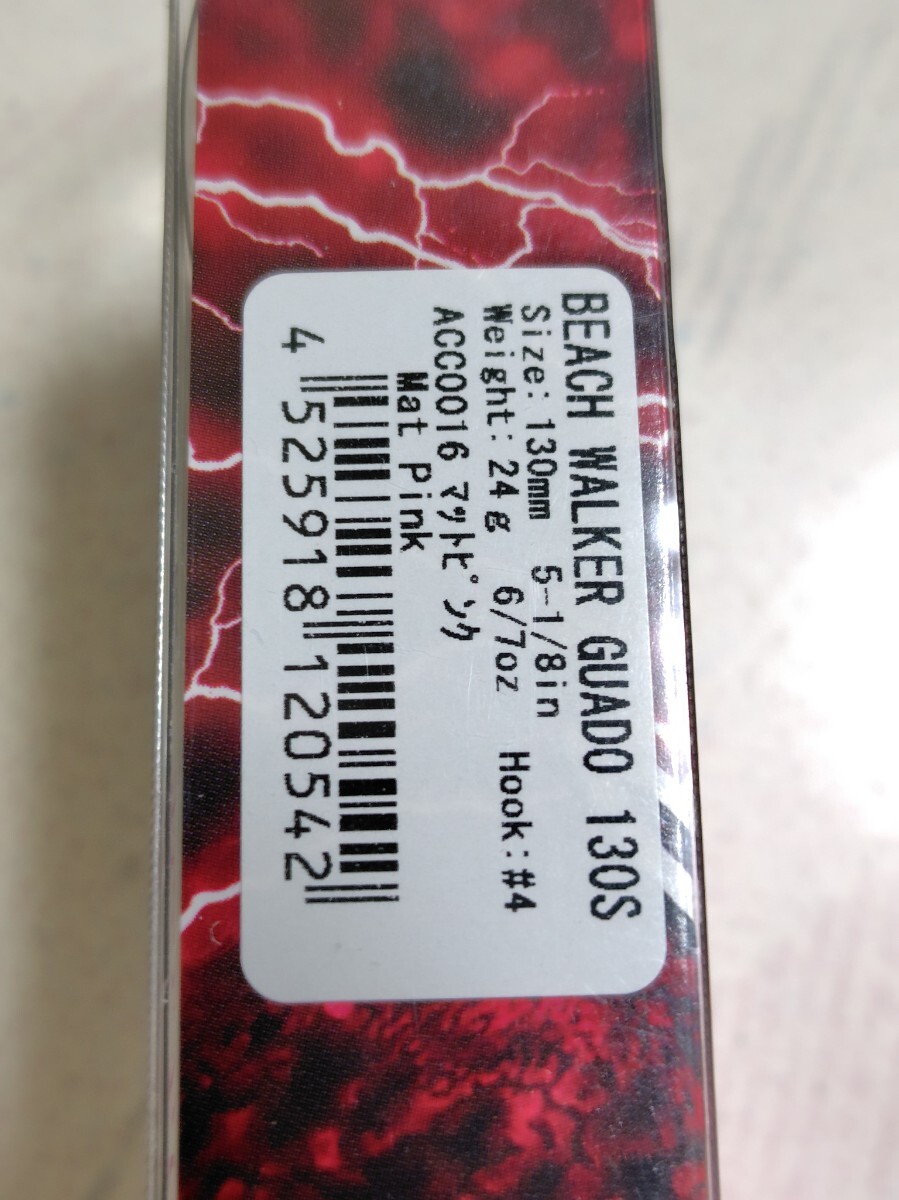 BEACH WALKER GUADO 130S
Size: 130mm 5-1/8in
Weight: 24g 6/7oz Hook:#4
ACC0016 マットピンク
Mat Pink
4 525918 120542